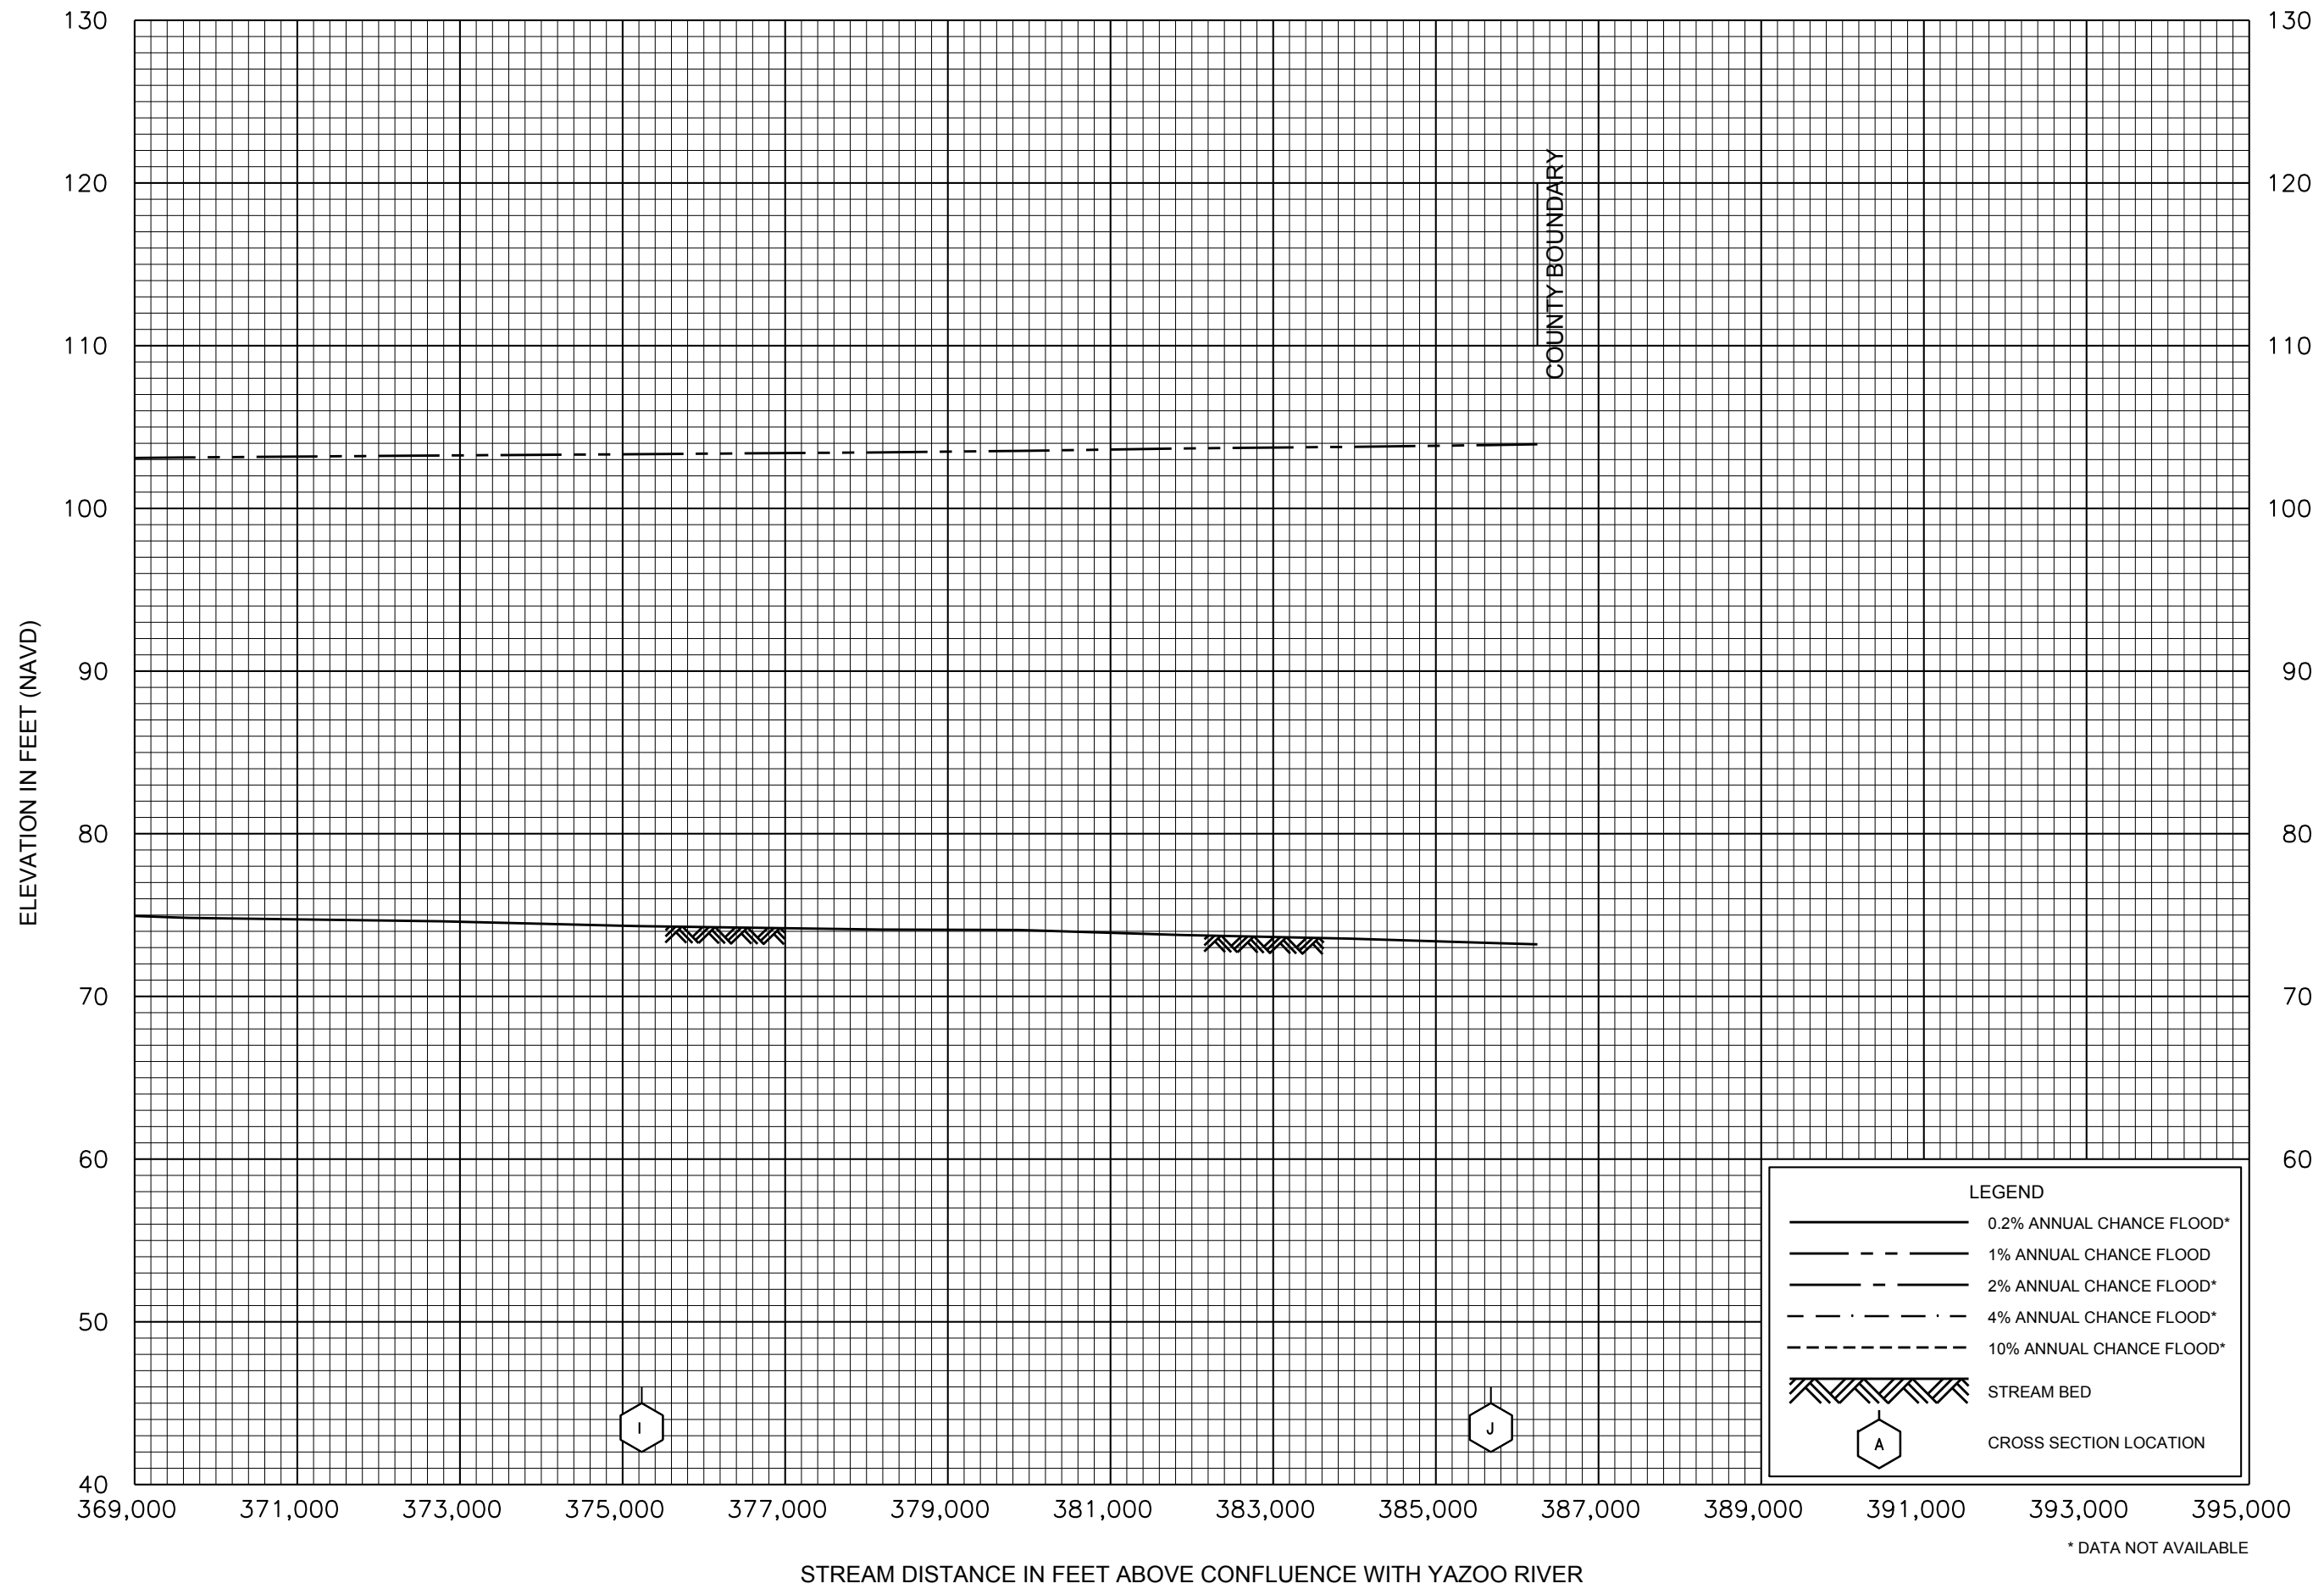 130 130
120 120
COUNTY BOUNDARY
110 110
100 100
90 90
ELEVATION IN FEET (NAVD)
80 80
70 70
60 60
50
40
LEGEND
0.2% ANNUAL CHANCE FLOOD*
1% ANNUAL CHANCE FLOOD
2% ANNUAL CHANCE FLOOD*
4% ANNUAL CHANCE FLOOD*
10% ANNUAL CHANCE FLOOD*
STREAM BED
A CROSS SECTION LOCATION
I J
369,000 371,000 373,000 375,000 377,000 379,000 381,000 383,000 385,000 387,000 389,000 391,000 393,000 395,000
* DATA NOT AVAILABLE
STREAM DISTANCE IN FEET ABOVE CONFLUENCE WITH YAZOO RIVER